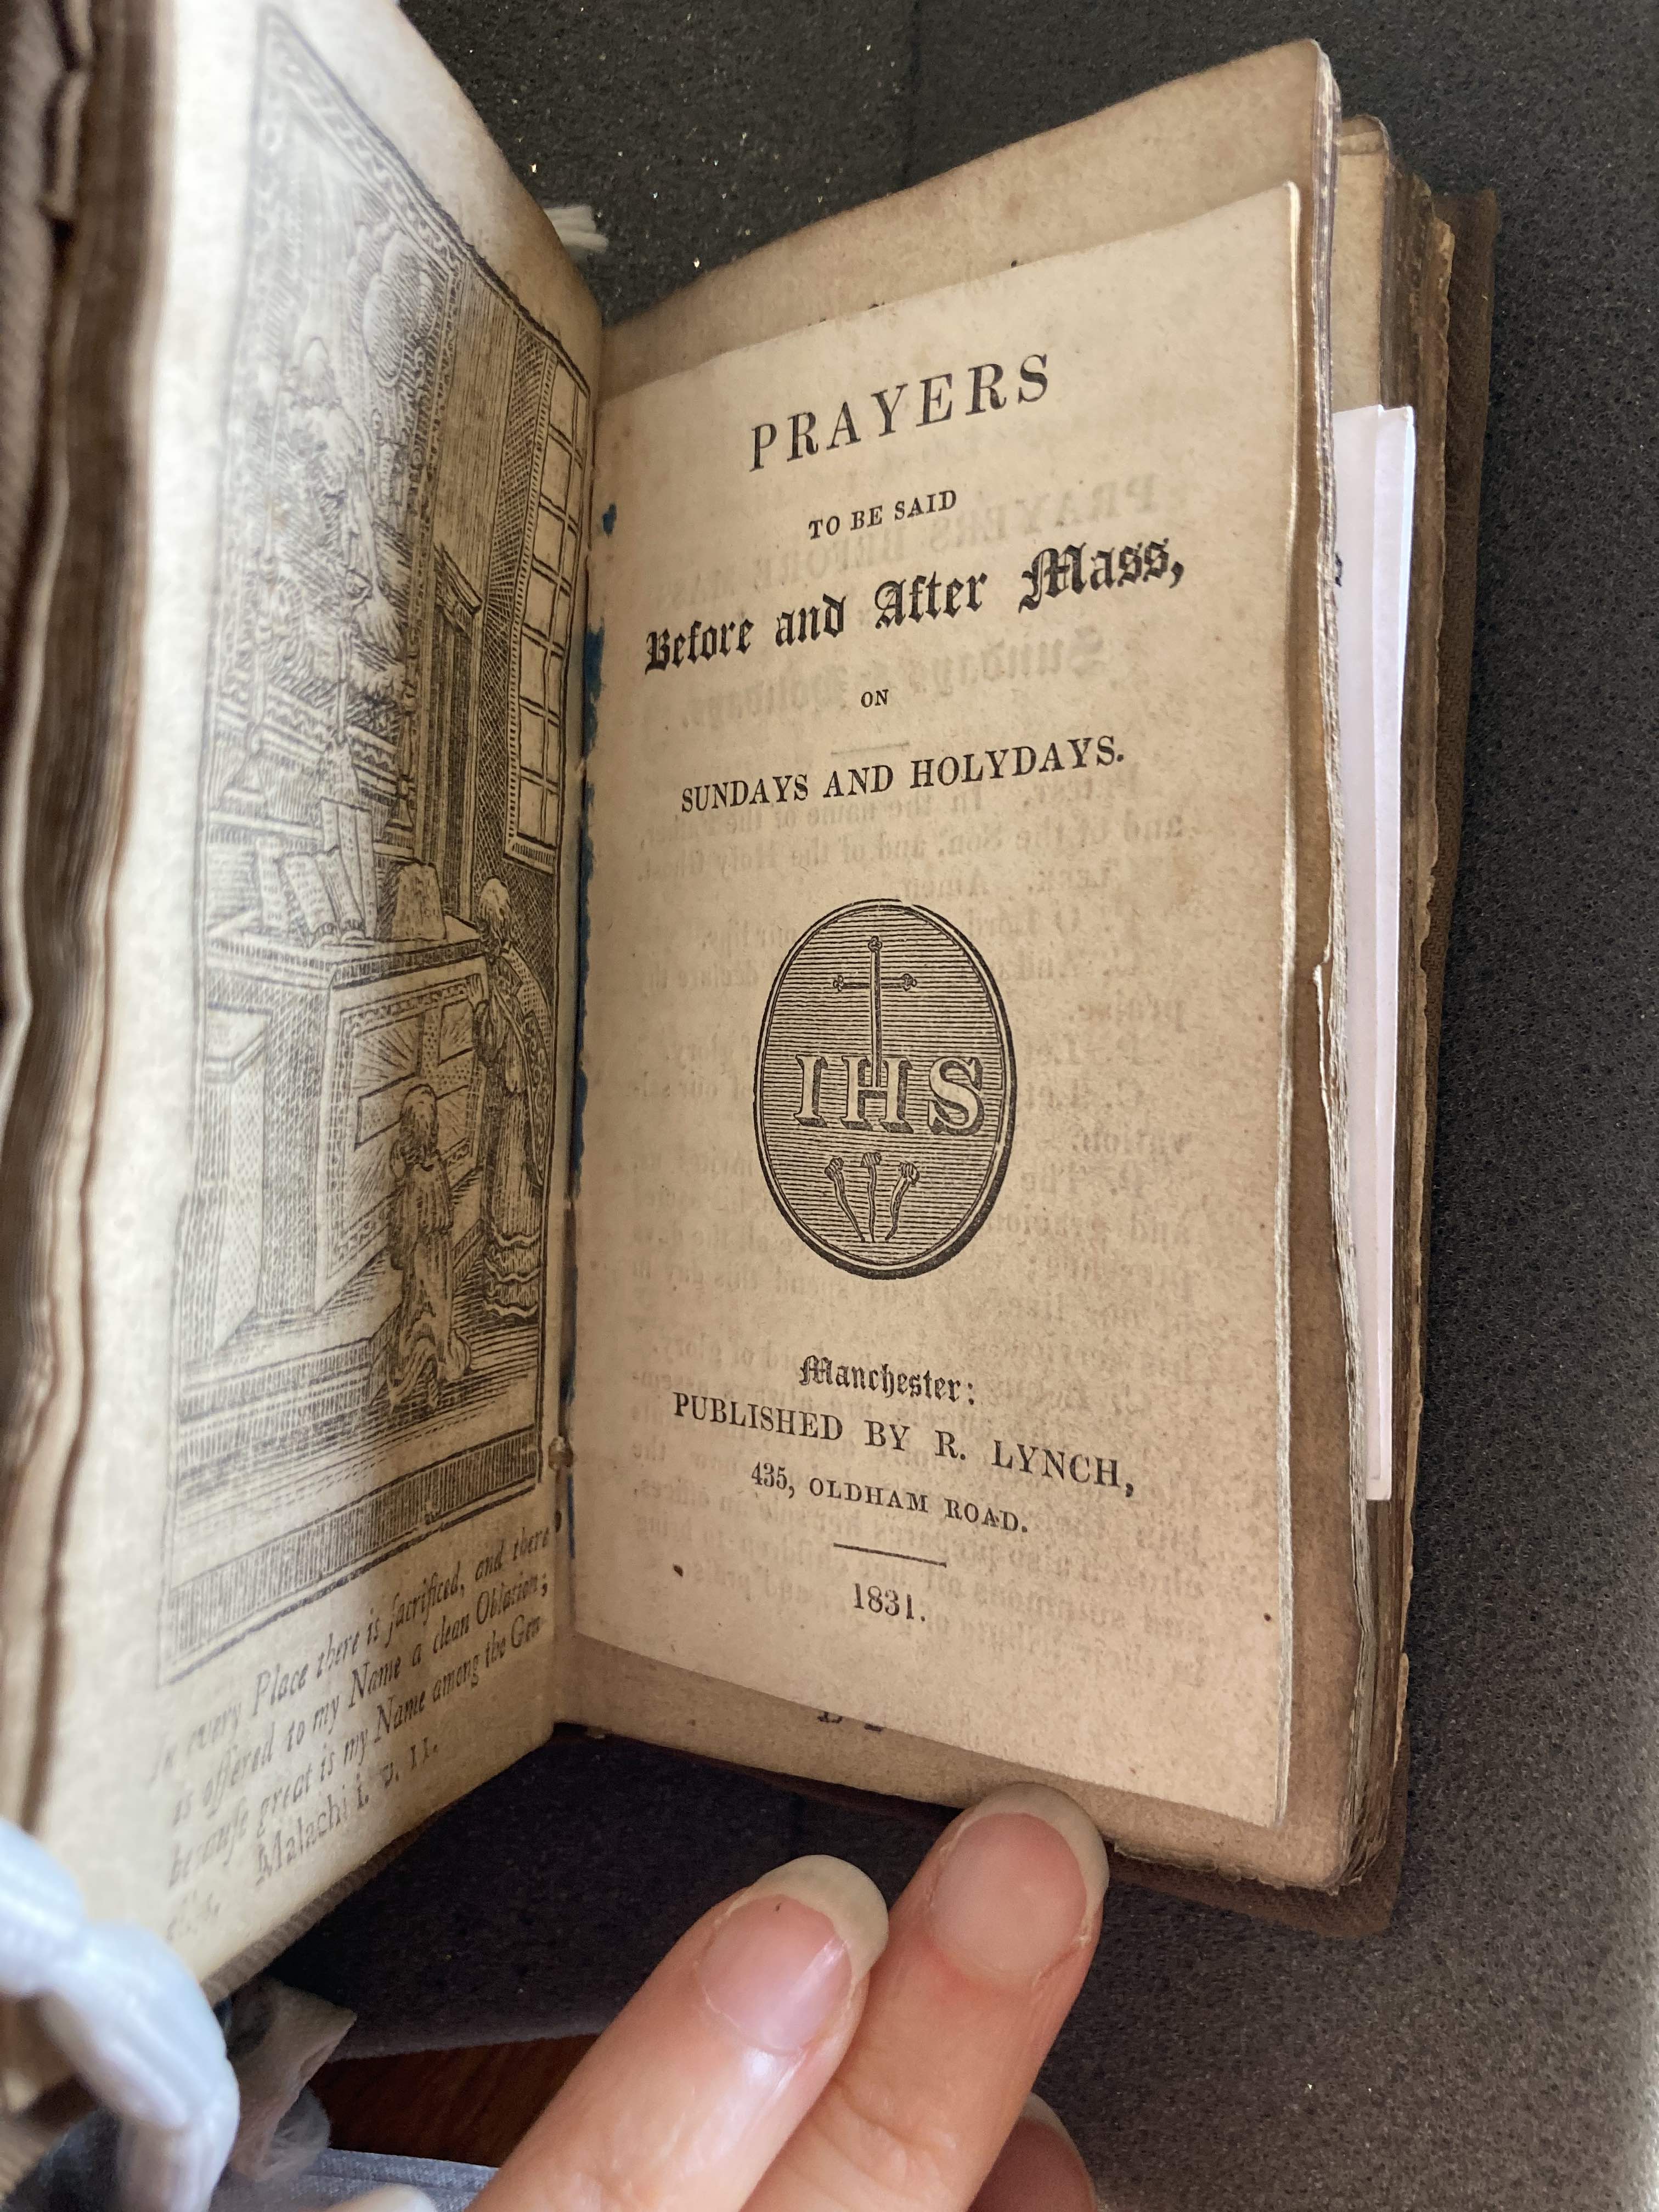 In every Place there is sacrificed, and there
is offered to my Name a clean Oblation;
because great is my Name among the Gen-
Malachi i. v. 11.
PRAYERS
TO BE SAID
Before and After Mass,
ON
SUNDAYS AND HOLYDAYS.
IHS
Manchester:
PUBLISHED BY R. LYNCH,
435, OLDHAM ROAD.
1831.